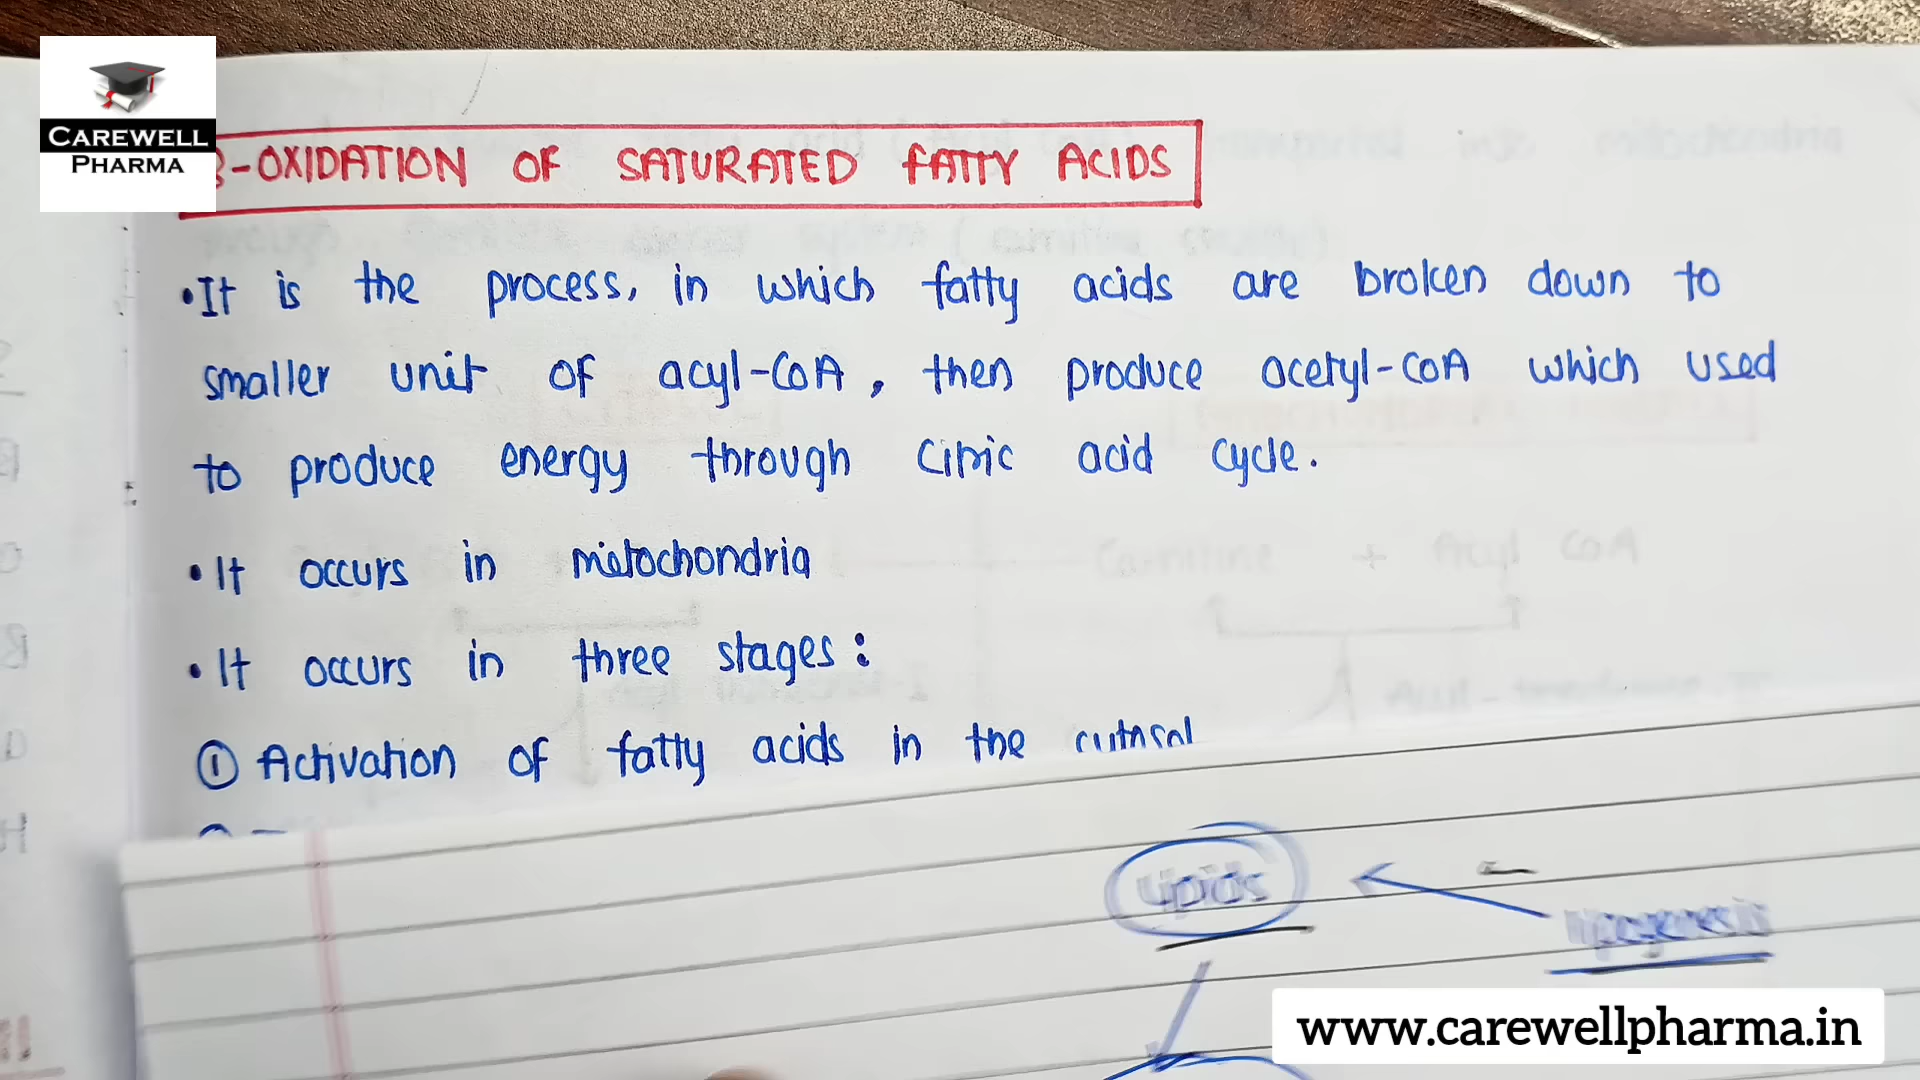 CAREWELL
PHARMA
-OXIDATION OF SATURATED FATTY ACIDS
•It is the process, in which fatty acids are broken down to
smaller unit of acyl-CoA, then produce acetyl-CoA which used
to produce energy through Citric acid cycle.
•It occurs in mitochondria
•It occurs in three stages:
① Activation of fatty acids in the cytosol
Lipids
lipogenesis
www.carewellpharma.in